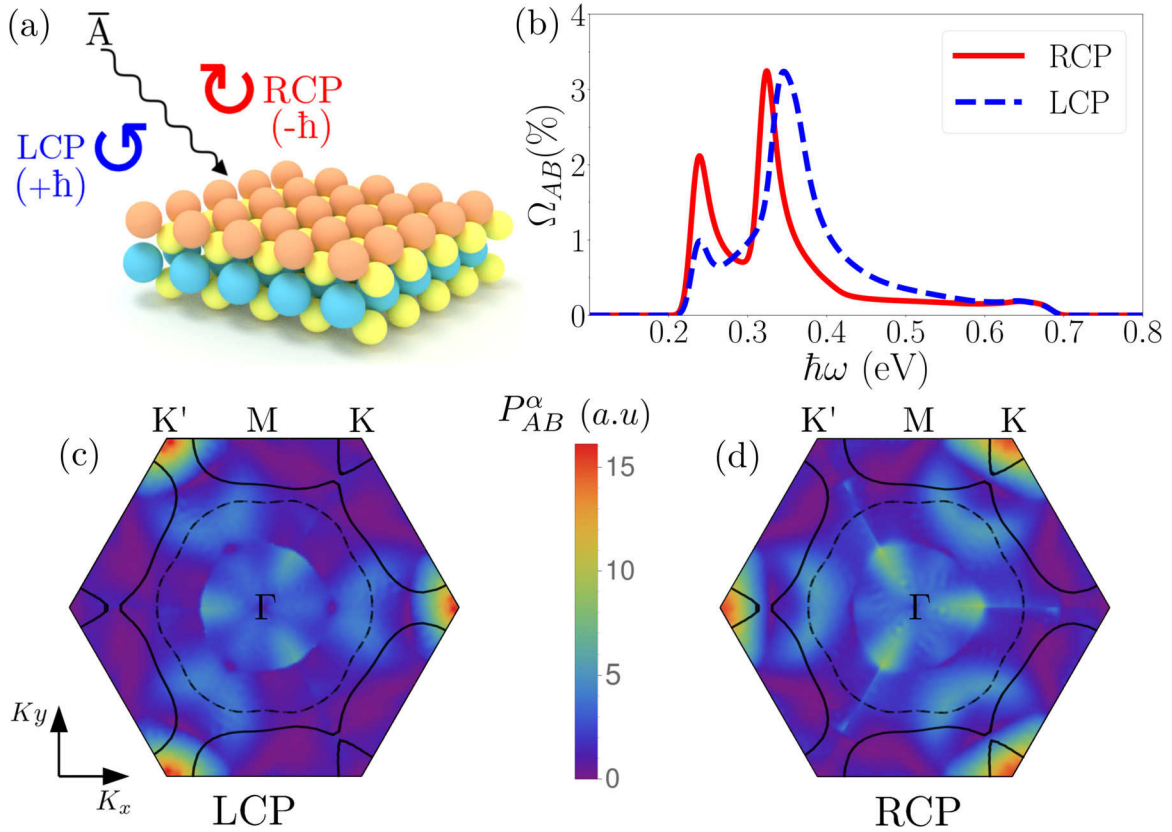 (a)
A̅
RCP
(-ħ)
LCP
(+ħ)
(b)
Ω_AB(%)
4
3
2
1
0
RCP
LCP
0.2 0.3 0.4 0.5 0.6 0.7 0.8
ħω (eV)
(c)
K' M K
Γ
Ky
K_x
LCP
P^α_AB (a.u)
15
10
5
0
(d)
K' M K
Γ
RCP